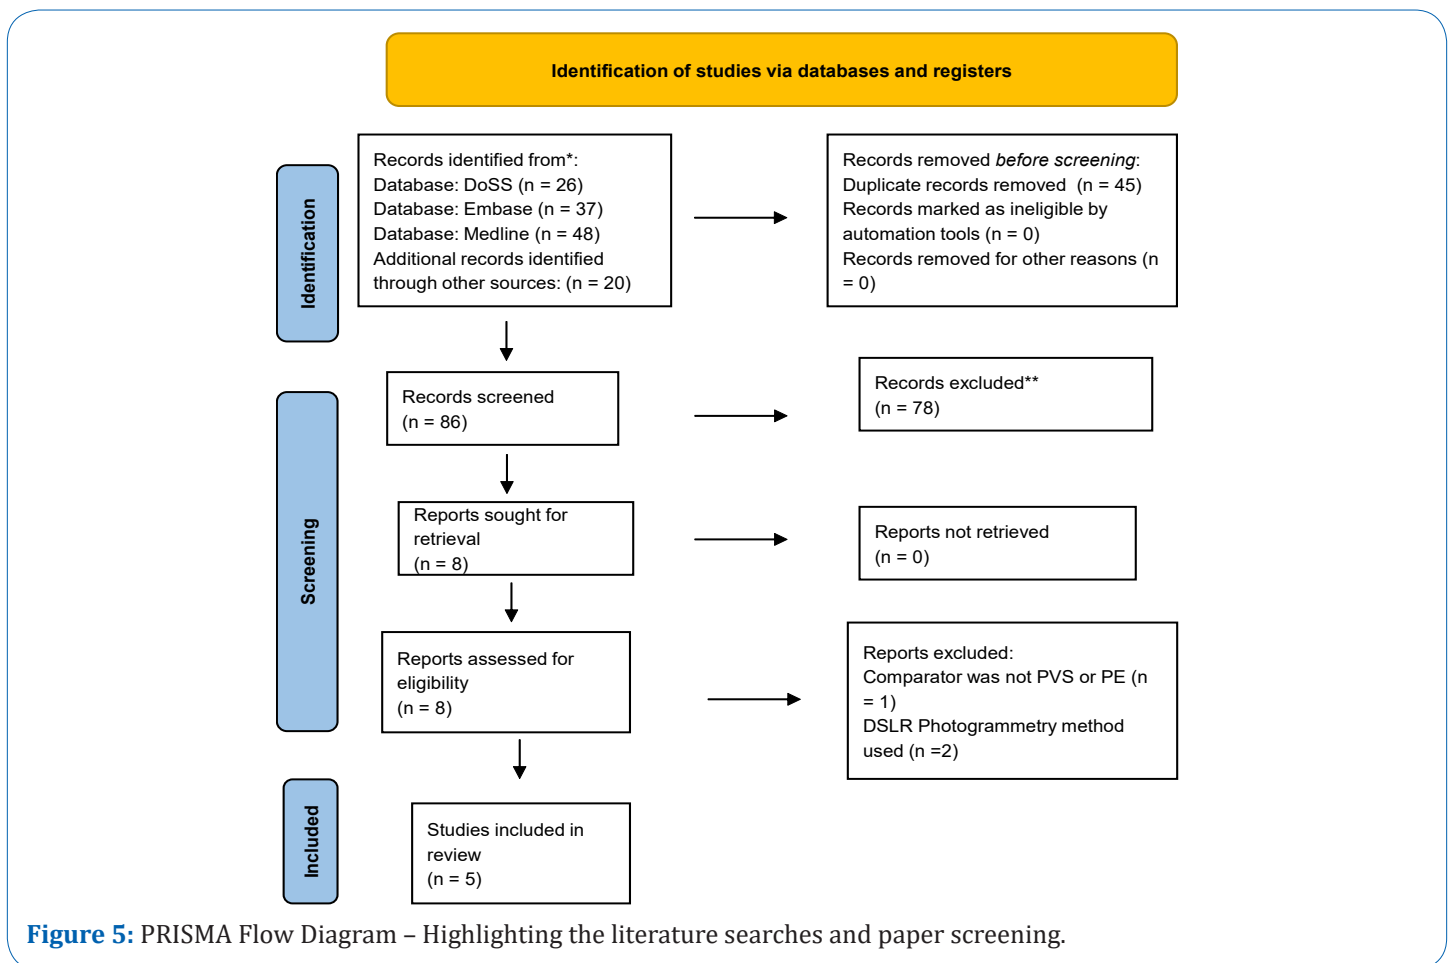 Identification of studies via databases and registers
Identification
Records identified from*:
Database: DoSS (n = 26)
Database: Embase (n = 37)
Database: Medline (n = 48)
Additional records identified
through other sources: (n = 20)
Records removed before screening:
Duplicate records removed (n = 45)
Records marked as ineligible by
automation tools (n = 0)
Records removed for other reasons (n
= 0)
Screening
Records screened
(n = 86)
Records excluded**
(n = 78)
Reports sought for
retrieval
(n = 8)
Reports not retrieved
(n = 0)
Reports assessed for
eligibility
(n = 8)
Reports excluded:
Comparator was not PVS or PE (n
= 1)
DSLR Photogrammetry method
used (n =2)
Included
Studies included in
review
(n = 5)
Figure 5: PRISMA Flow Diagram – Highlighting the literature searches and paper screening.